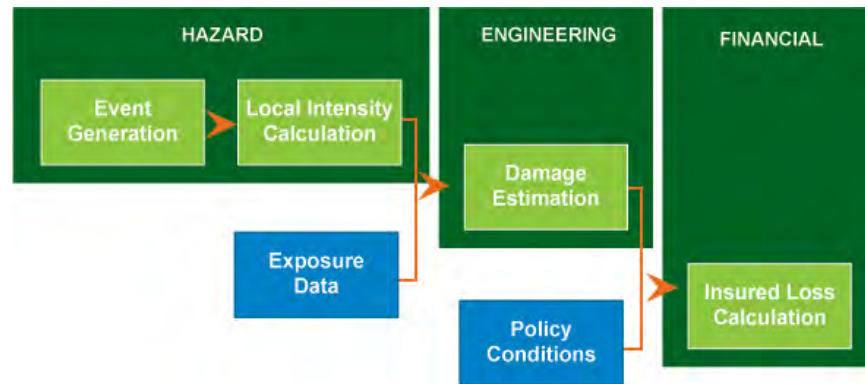 HAZARD
ENGINEERING
FINANCIAL
Event
Generation
Local Intensity
Calculation
Damage
Estimation
Exposure
Data
Insured Loss
Calculation
Policy
Conditions